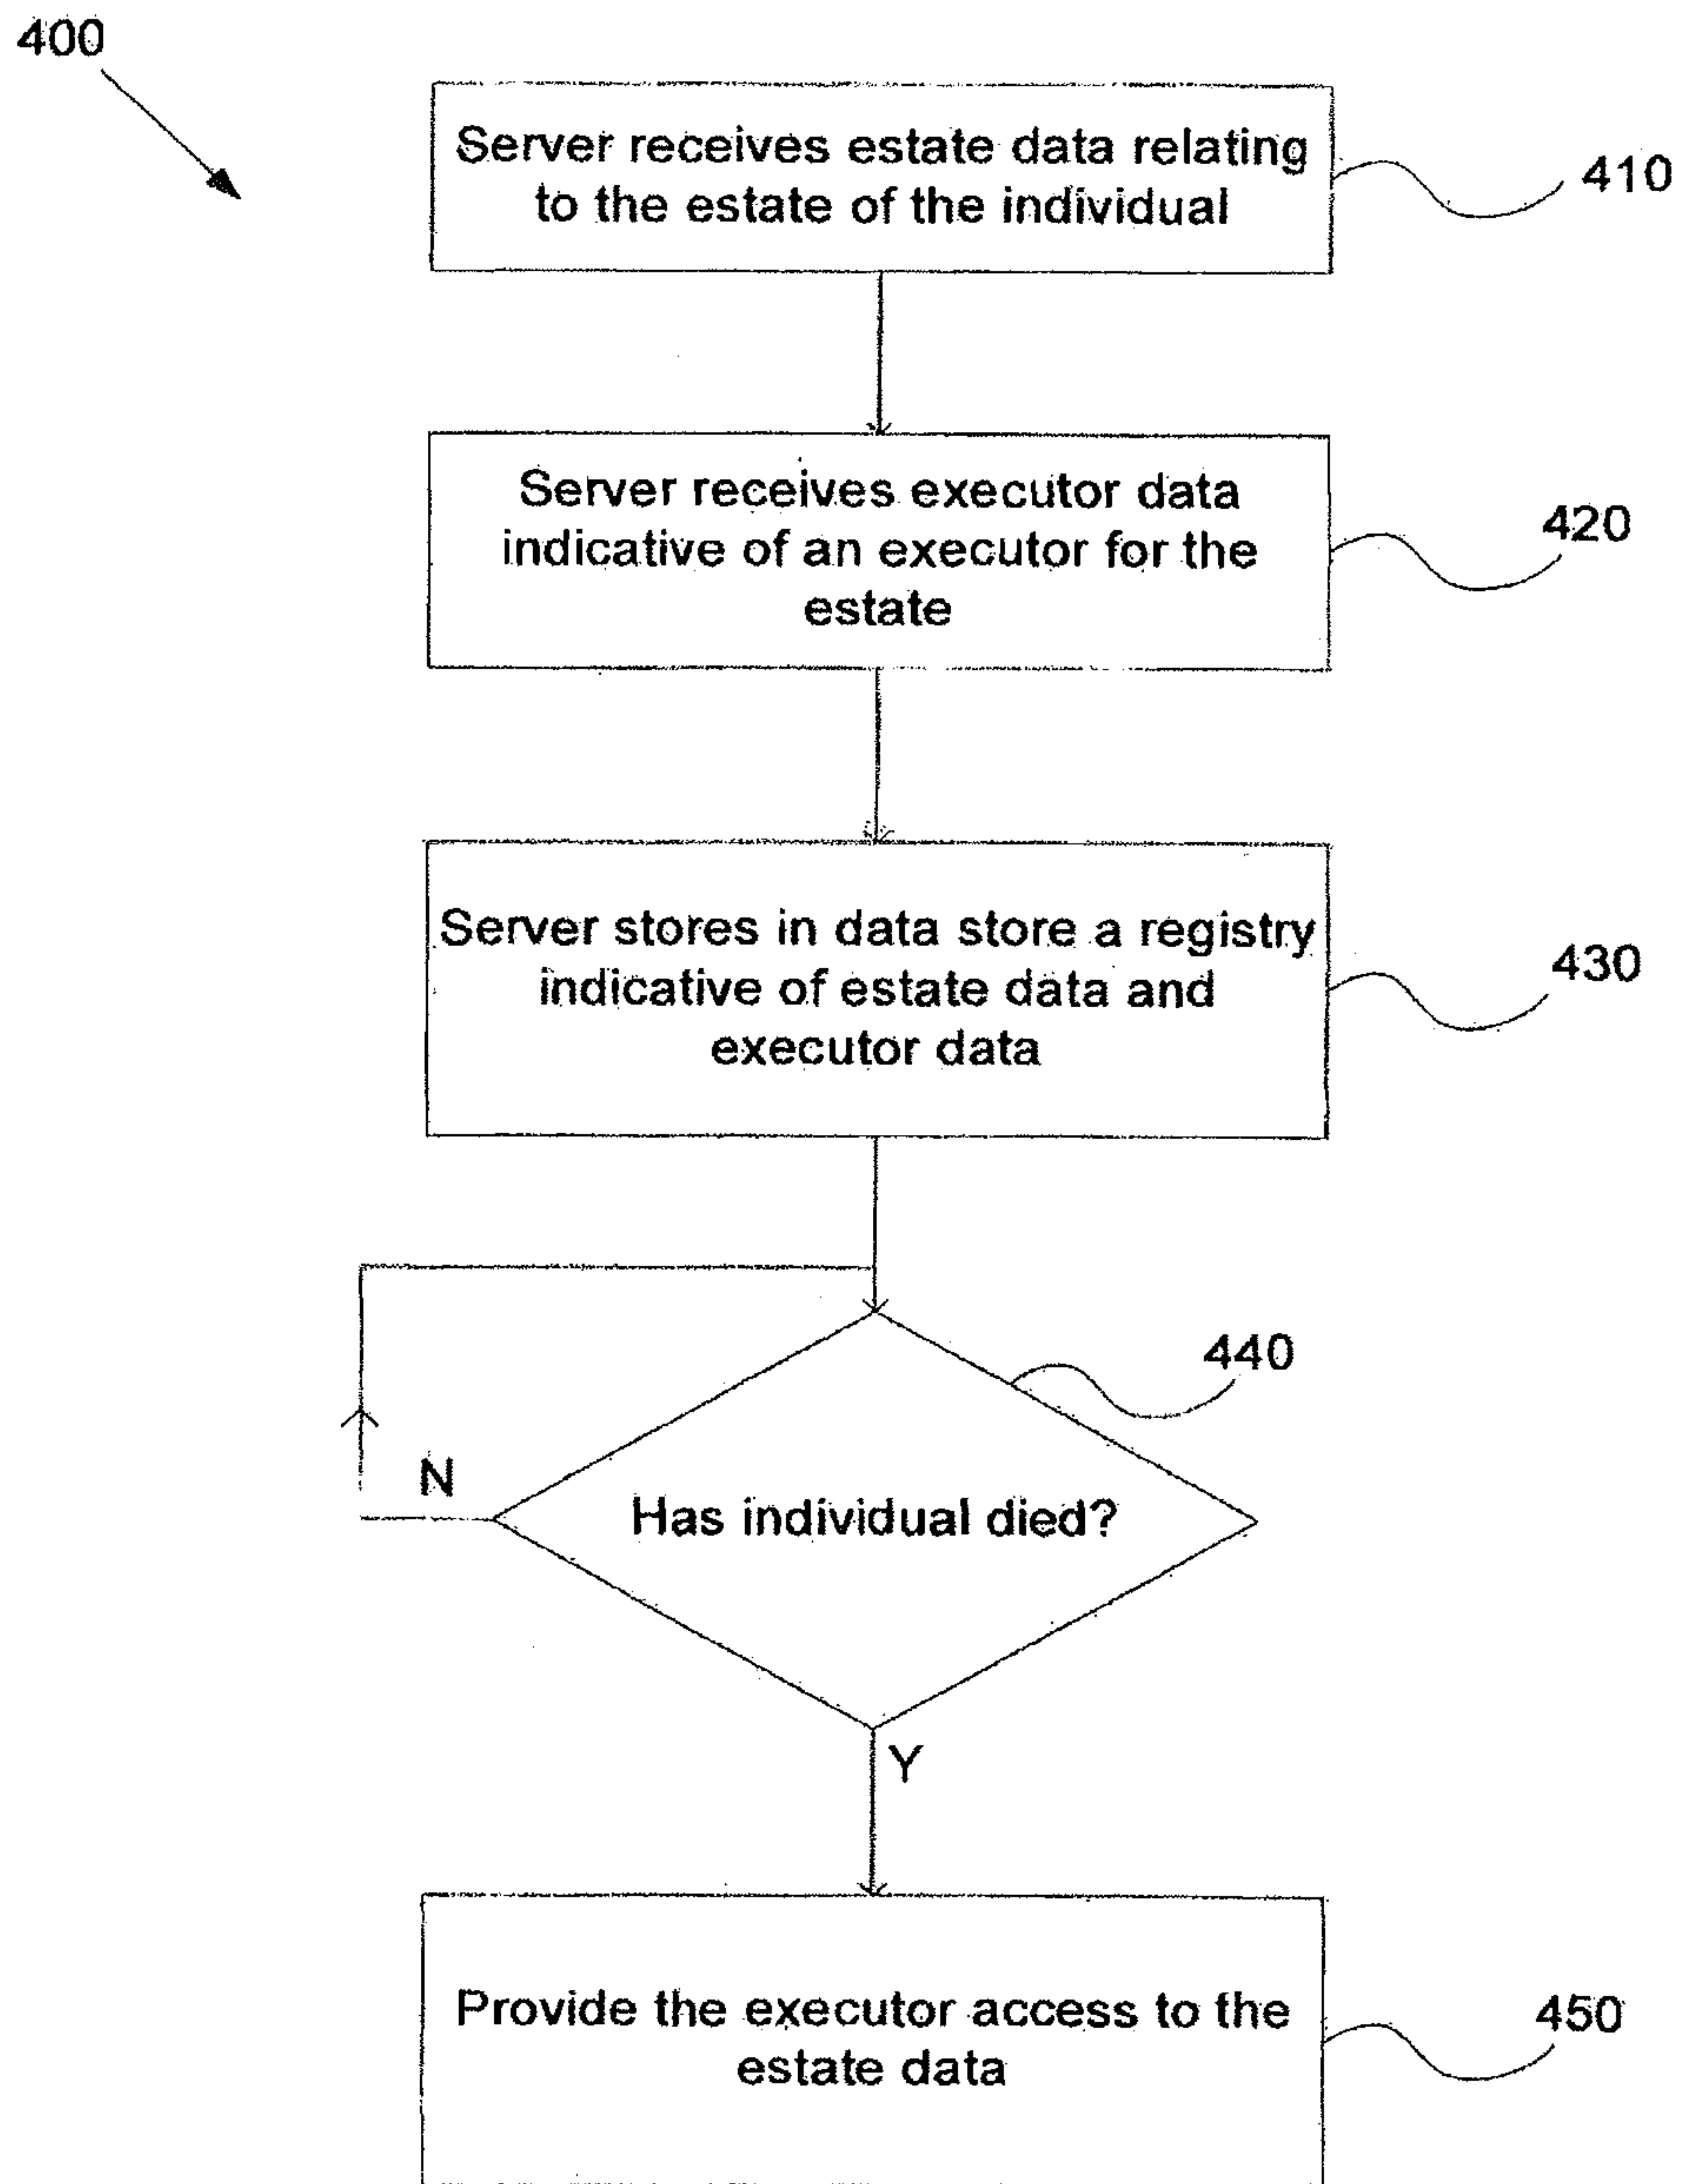 400
Server receives estate data relating
to the estate of the individual
410
Server receives executor data
indicative of an executor for the
estate
420
Server stores in data store a registry
indicative of estate data and
executor data
430
440
N
Has individual died?
Y
Provide the executor access to the
estate data
450